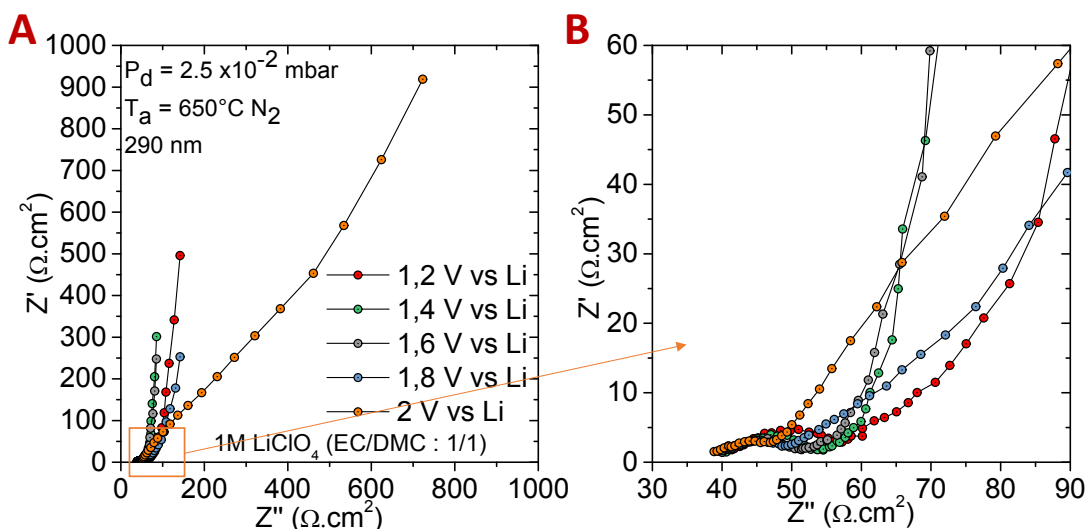 A
1000
900
800
700
600
500
400
300
200
100
0
Z' (Ω.cm²)
P_d = 2.5 x10⁻² mbar
T_a = 650°C N₂
290 nm
1,2 V vs Li
1,4 V vs Li
1,6 V vs Li
1,8 V vs Li
2 V vs Li
1M LiClO₄ (EC/DMC : 1/1)
0 200 400 600 800 1000
Z'' (Ω.cm²)
B
60
50
40
30
20
10
0
Z' (Ω.cm²)
30 40 50 60 70 80 90
Z'' (Ω.cm²)